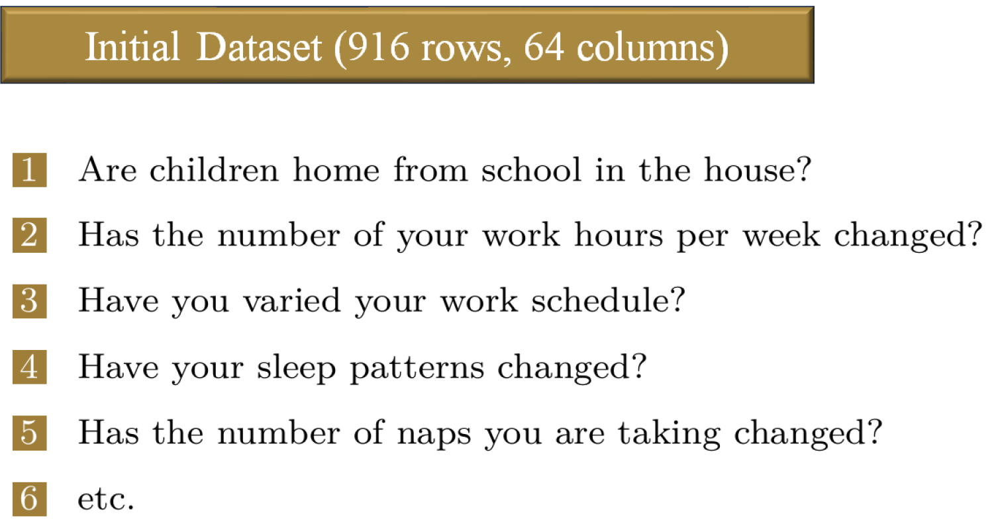 Initial Dataset (916 rows, 64 columns)
1 Are children home from school in the house?
2 Has the number of your work hours per week changed?
3 Have you varied your work schedule?
4 Have your sleep patterns changed?
5 Has the number of naps you are taking changed?
6 etc.